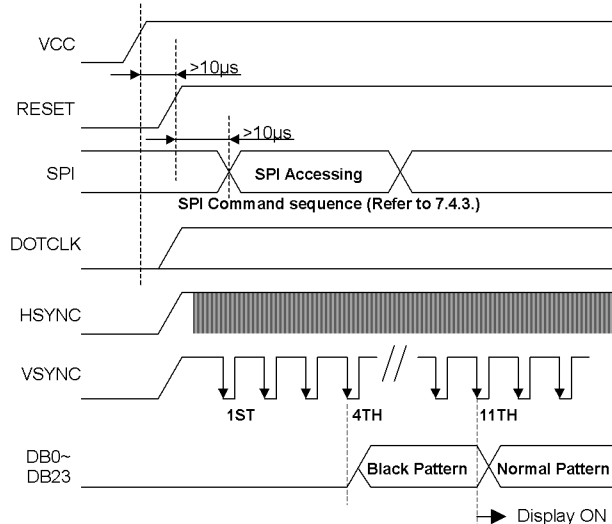 VCC
>10μs
RESET
>10μs
SPI
SPI Accessing
SPI Command sequence (Refer to 7.4.3.)
DOTCLK
HSYNC
VSYNC
1ST
4TH
11TH
DB0~
DB23
Black Pattern
Normal Pattern
Display ON